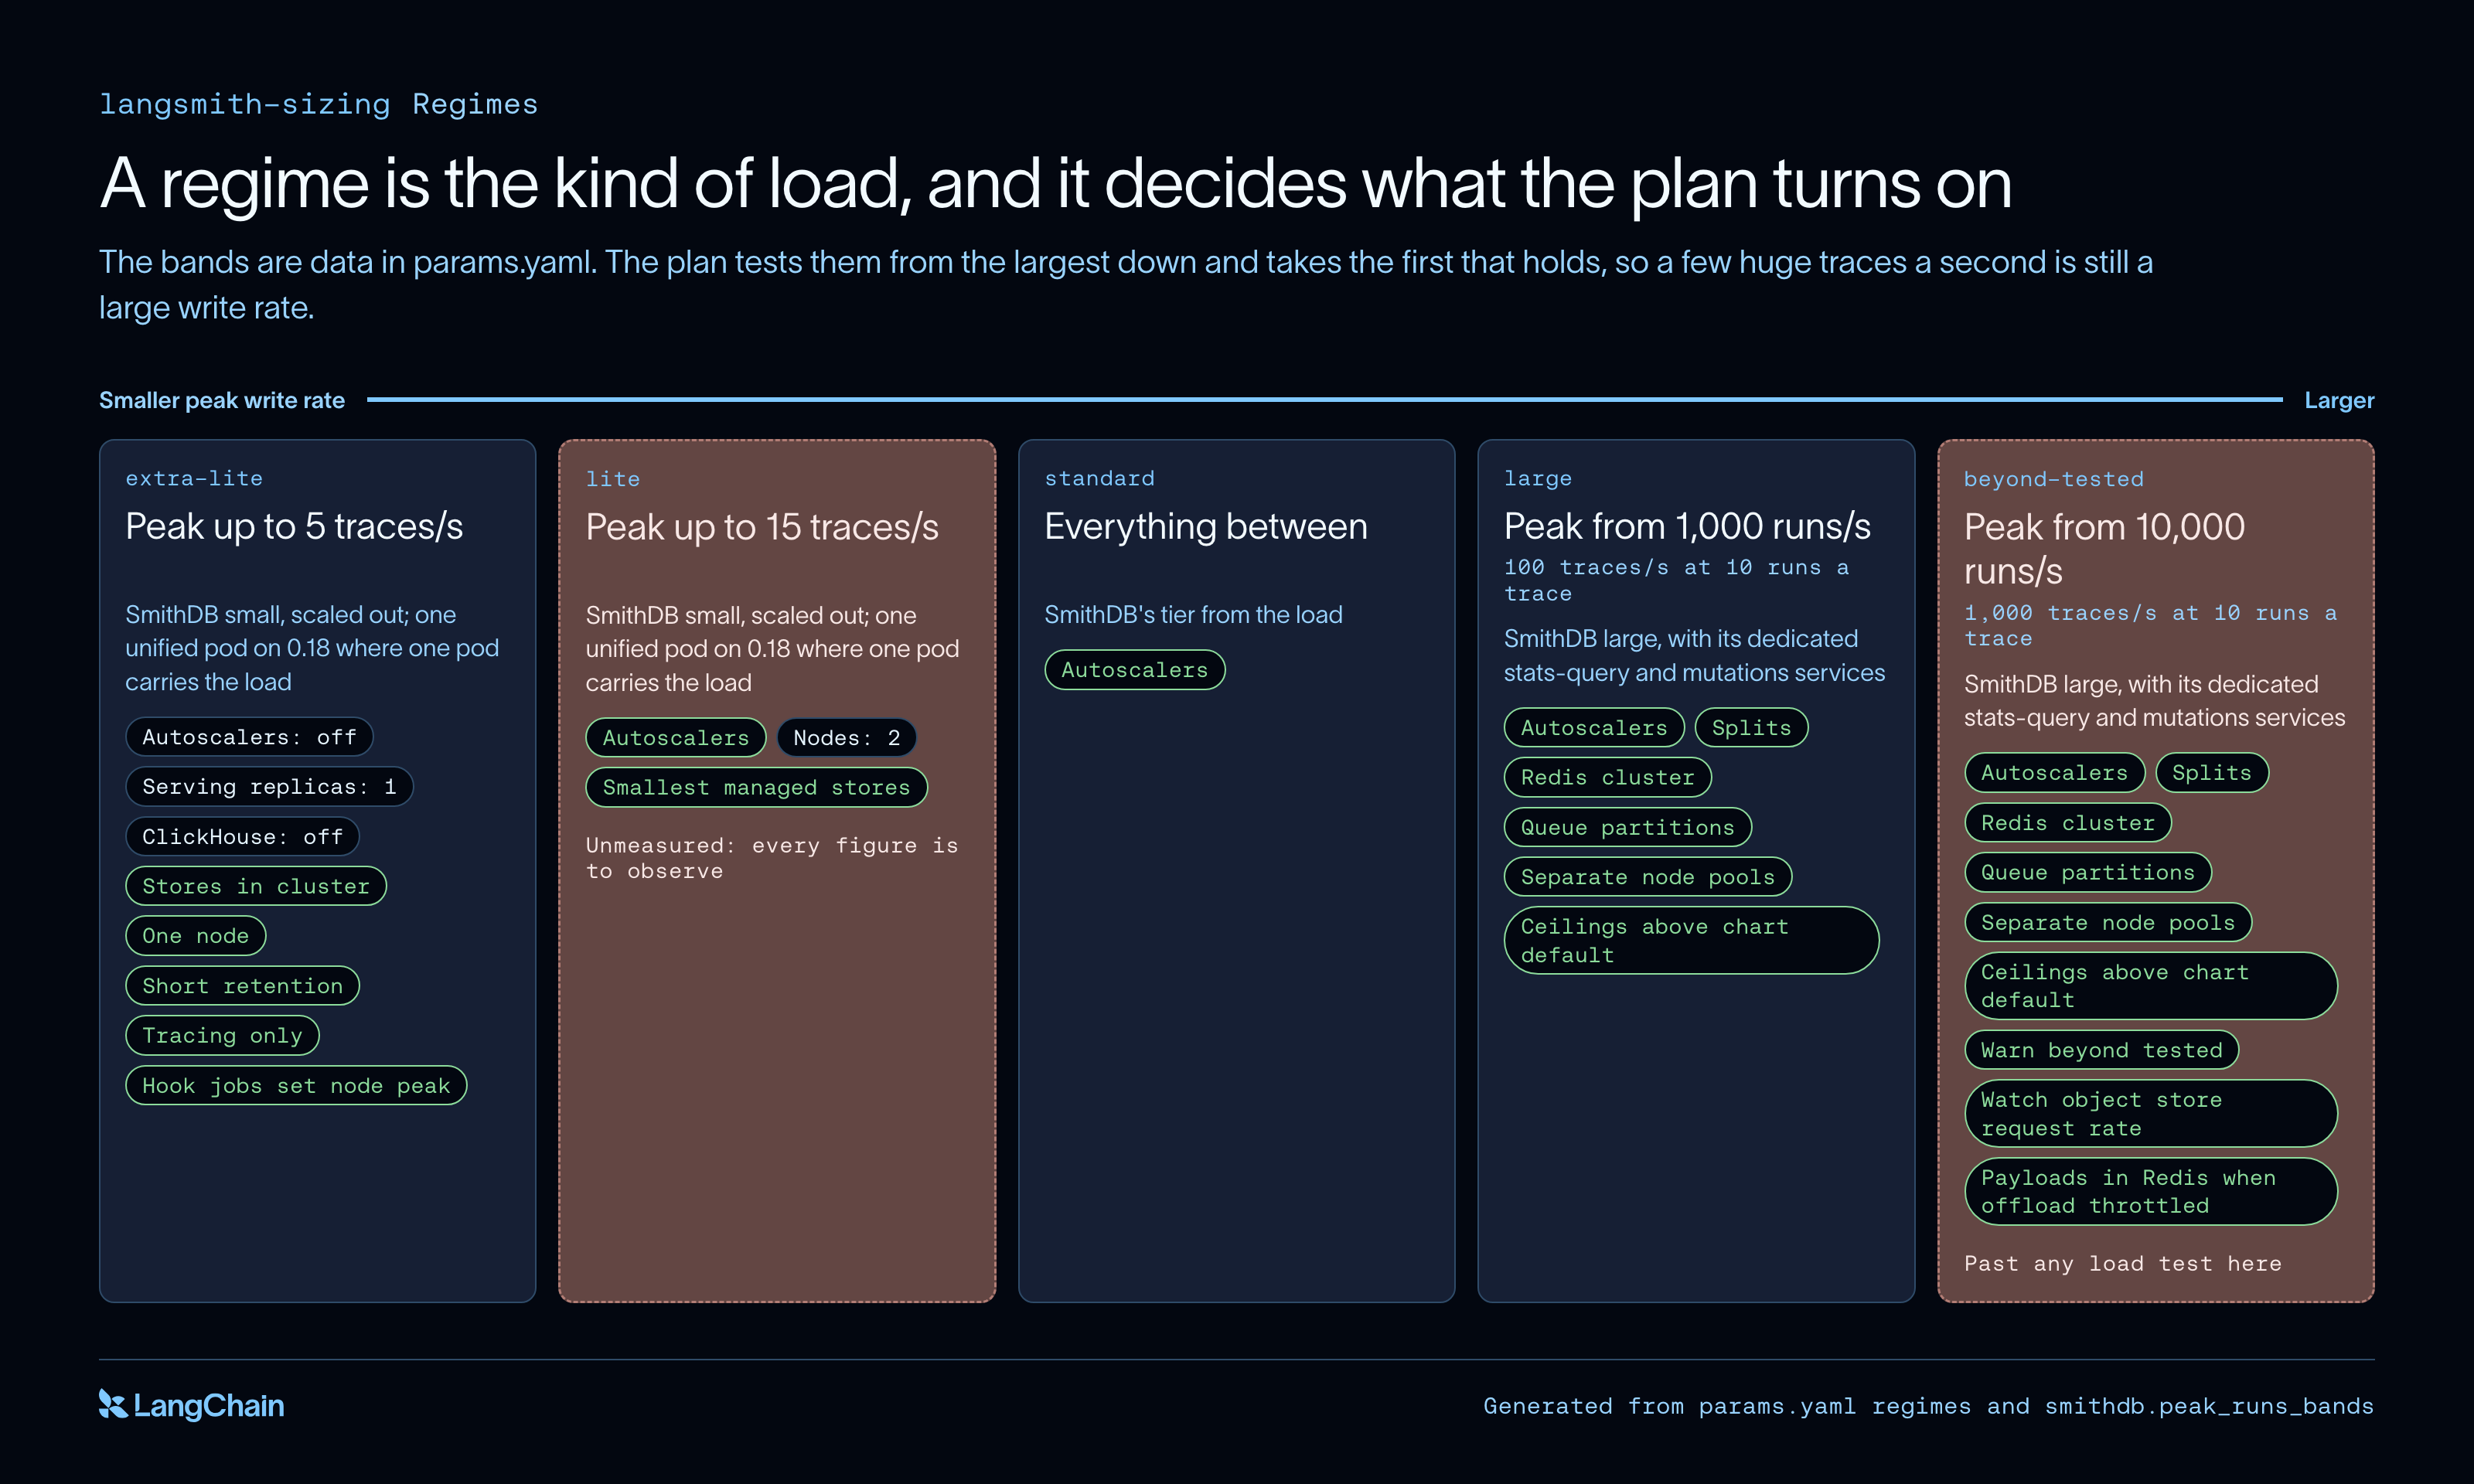 langsmith-sizing Regimes
A regime is the kind of load, and it decides what the plan turns on
The bands are data in params.yaml. The plan tests them from the largest down and takes the first that holds, so a few huge traces a second is still a
large write rate.
Smaller peak write rate
Larger
extra-lite
Peak up to 5 traces/s
SmithDB small, scaled out; one
unified pod on 0.18 where one pod
carries the load
Autoscalers: off
Serving replicas: 1
ClickHouse: off
Stores in cluster
One node
Short retention
Tracing only
Hook jobs set node peak
lite
Peak up to 15 traces/s
SmithDB small, scaled out; one
unified pod on 0.18 where one pod
carries the load
Autoscalers
Nodes: 2
Smallest managed stores
Unmeasured: every figure is
to observe
standard
Everything between
SmithDB's tier from the load
Autoscalers
large
Peak from 1,000 runs/s
100 traces/s at 10 runs a
trace
SmithDB large, with its dedicated
stats-query and mutations services
Autoscalers
Splits
Redis cluster
Queue partitions
Separate node pools
Ceilings above chart
default
beyond-tested
Peak from 10,000
runs/s
1,000 traces/s at 10 runs a
trace
SmithDB large, with its dedicated
stats-query and mutations services
Autoscalers
Splits
Redis cluster
Queue partitions
Separate node pools
Ceilings above chart
default
Warn beyond tested
Watch object store
request rate
Payloads in Redis when
offload throttled
Past any load test here
LangChain
Generated from params.yaml regimes and smithdb.peak_runs_bands